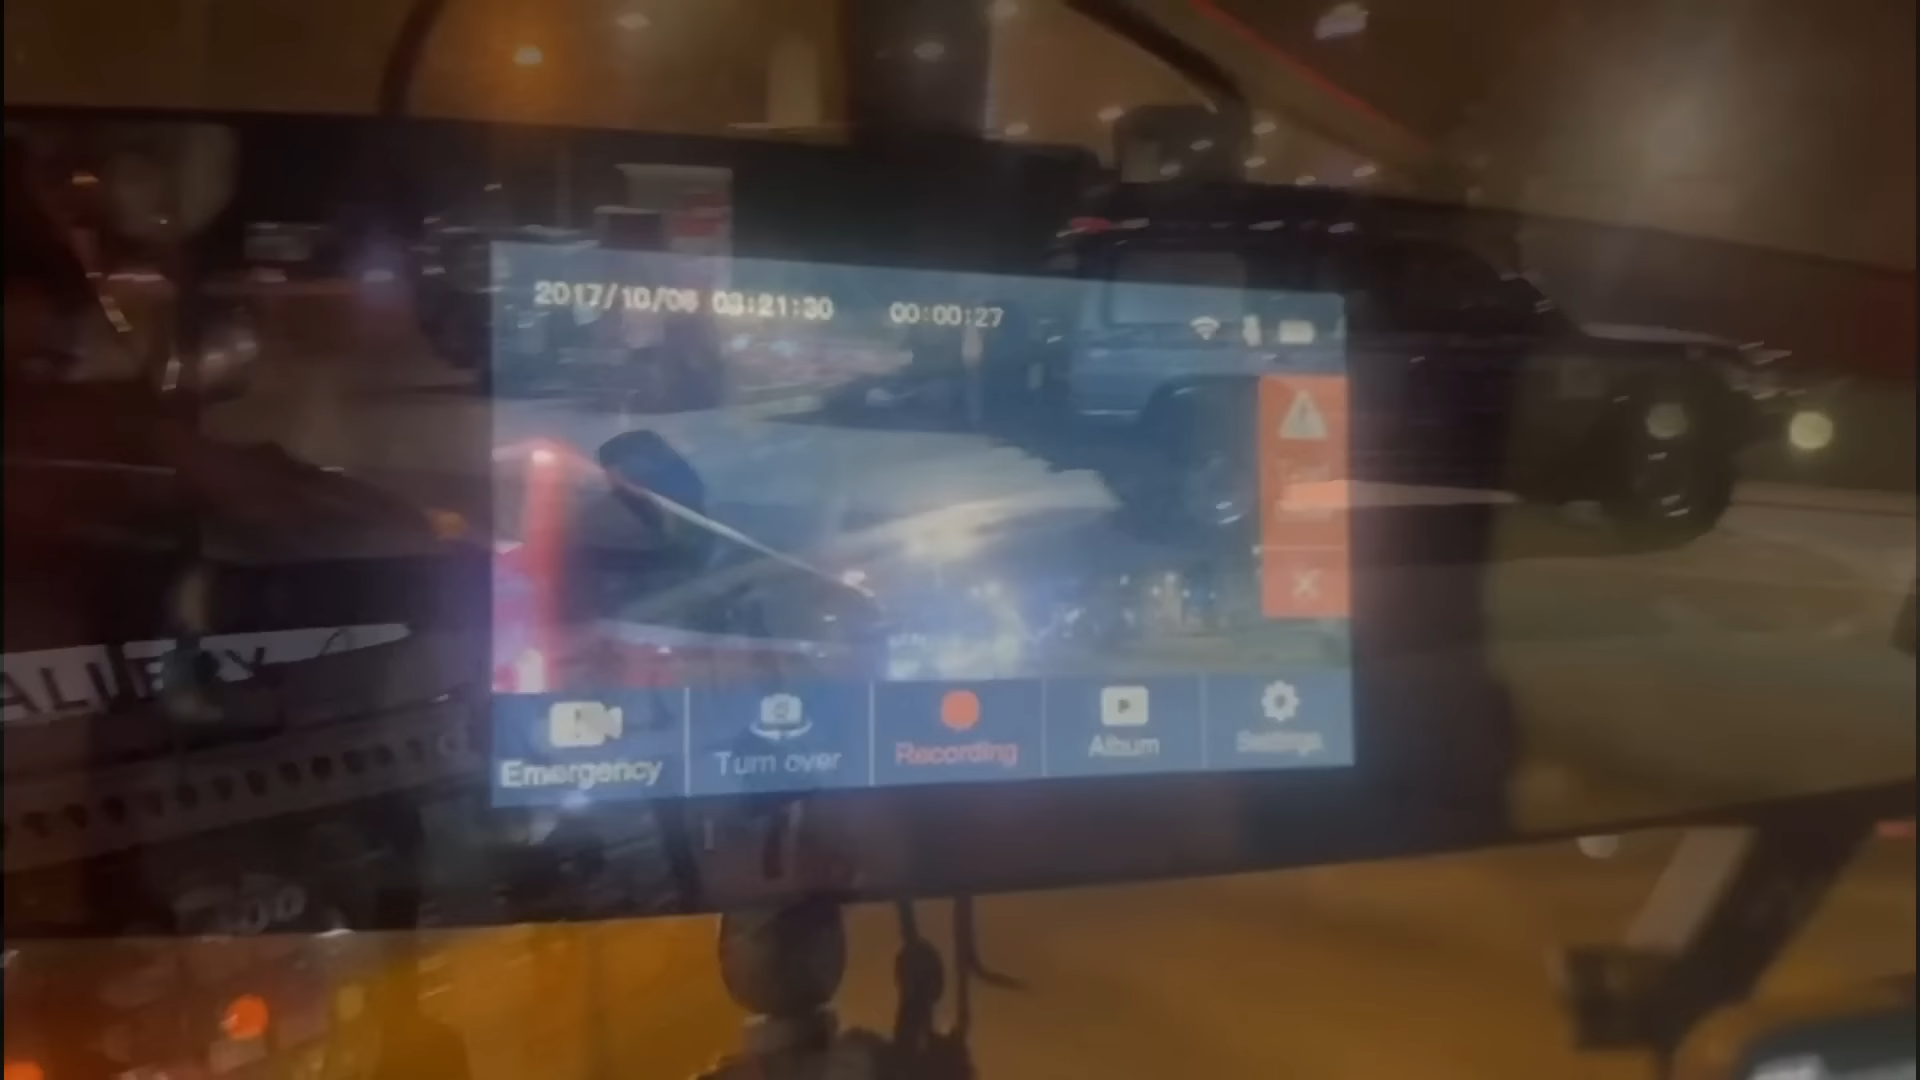 2017/10/06 03:21:30 00:00:27
Emergency
Turn over
Recording
Album
Settings